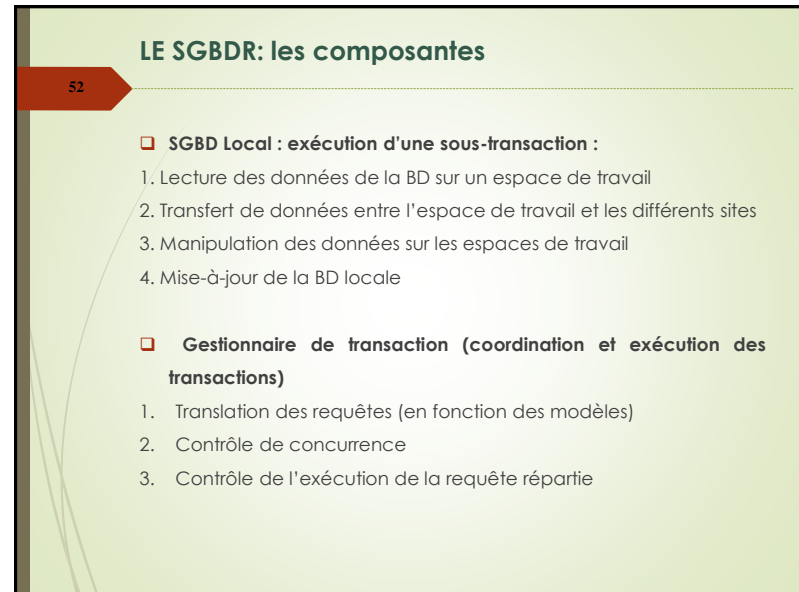 LE SGBDR: les composantes
52
SGBD Local : exécution d'une sous-transaction :
1. Lecture des données de la BD sur un espace de travail
2. Transfert de données entre l'espace de travail et les différents sites
3. Manipulation des données sur les espaces de travail
4. Mise-à-jour de la BD locale
Gestionnaire de transaction (coordination et exécution des
transactions)
1. Translation des requêtes (en fonction des modèles)
2. Contrôle de concurrence
3. Contrôle de l'exécution de la requête répartie